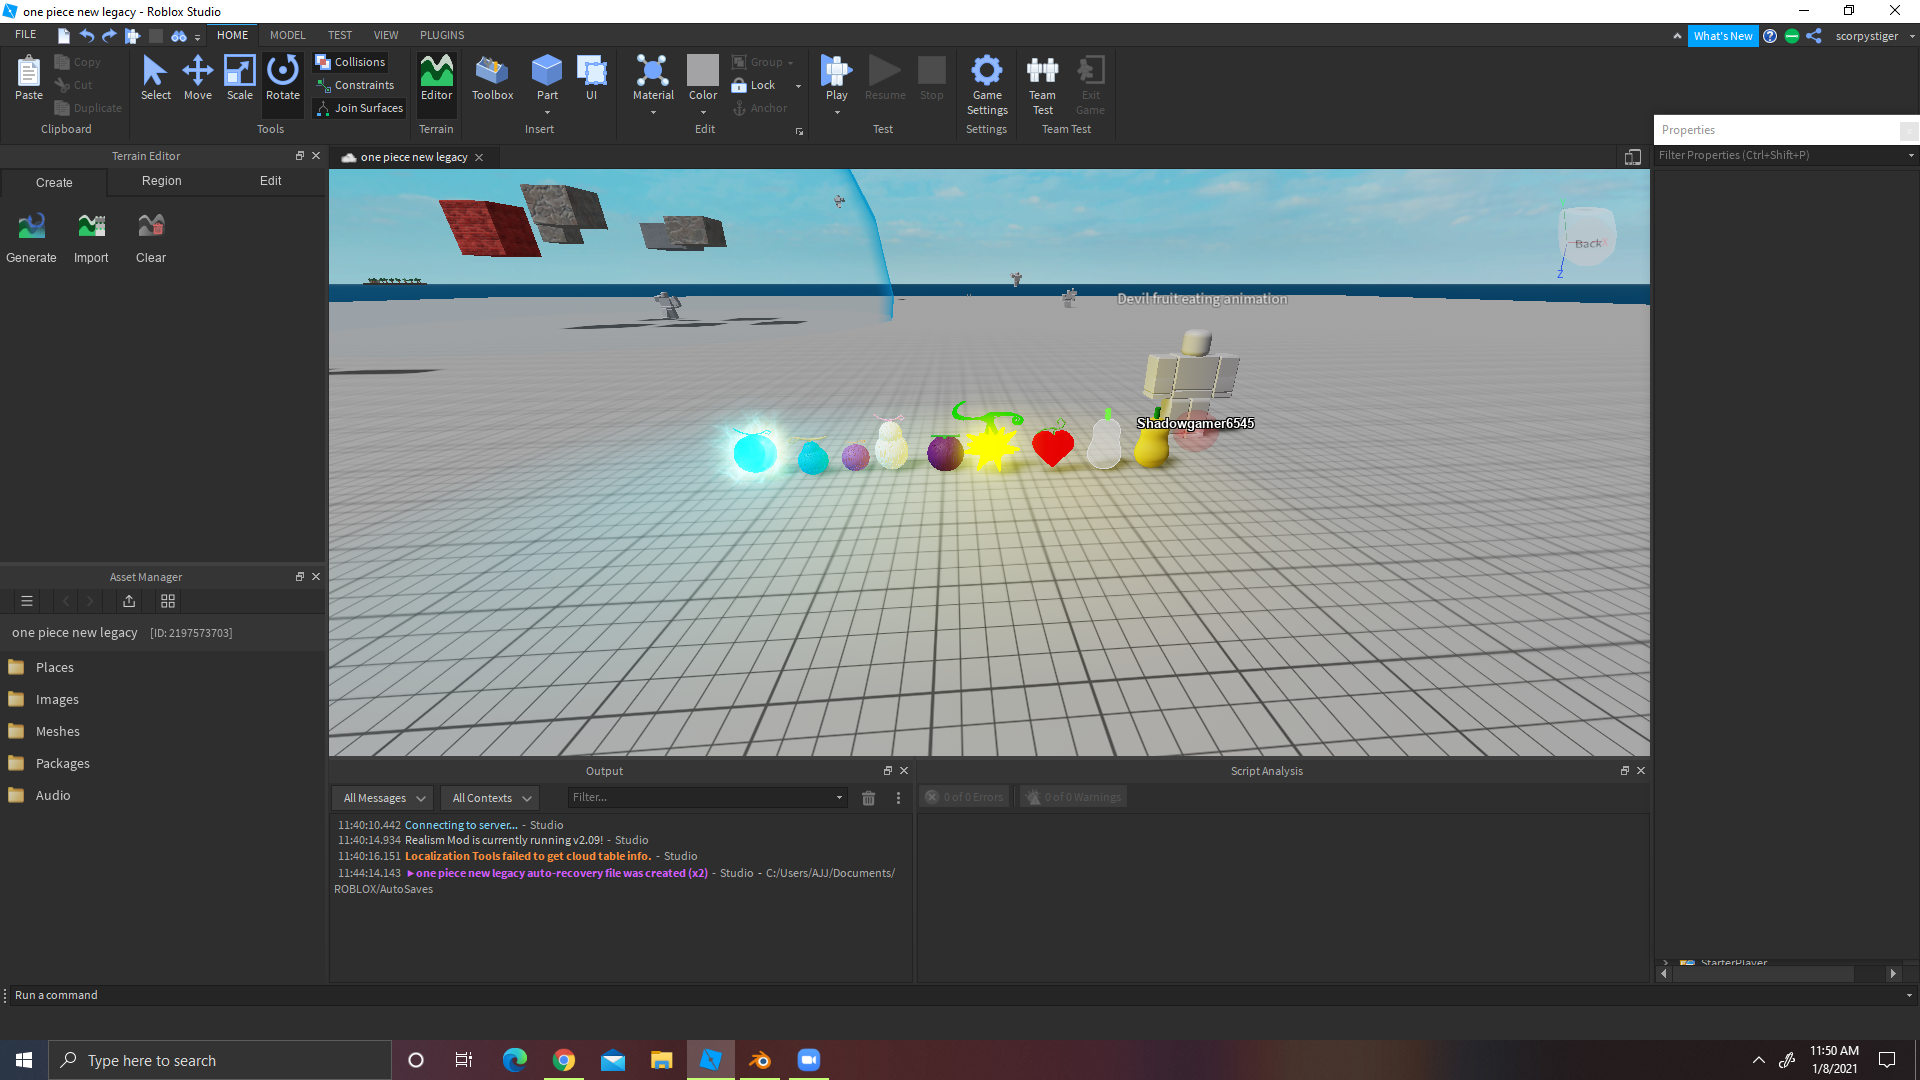 one piece new legacy - Roblox Studio
FILE HOME MODEL TEST VIEW PLUGINS What's New scorpystiger
Paste Copy Cut Duplicate Select Move Scale Rotate Collisions Constraints Join Surfaces Editor Toolbox Part UI Material Color Group Lock Anchor Play Resume Stop Game Settings Team Test Exit Game
Clipboard Tools Terrain Insert Edit Test Settings Team Test
Properties
Filter Properties (Ctrl+Shift+P)
Terrain Editor
one piece new legacy
Create Region Edit
Generate Import Clear
Back
Z
Devil fruit eating animation
Shadowgamer6545
Asset Manager
one piece new legacy [ID: 2197573703]
Places
Images
Meshes
Packages
Audio
Output
All Messages All Contexts Filter...
11:40:10.442 Connecting to server... - Studio
11:40:14.934 Realism Mod is currently running v2.09! - Studio
11:40:16.151 Localization Tools failed to get cloud table info. - Studio
11:44:14.143 ►one piece new legacy auto-recovery file was created (x2) - Studio - C:/Users/AJJ/Documents/
ROBLOX/AutoSaves
Script Analysis
0 of 0 Errors 0 of 0 Warnings
StarterPlayer
Run a command
Type here to search
11:50 AM
1/8/2021